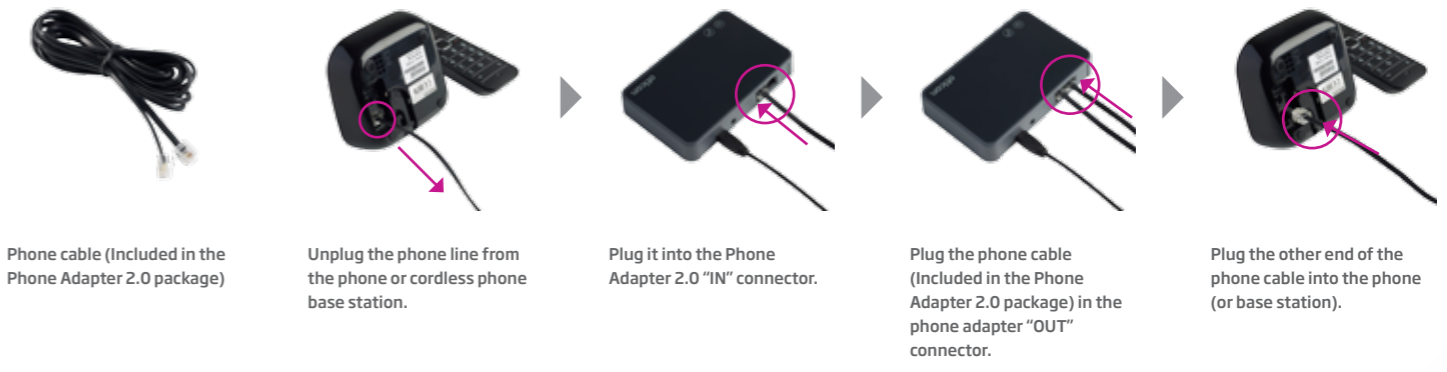 Phone cable (Included in the
Phone Adapter 2.0 package)
Unplug the phone line from
the phone or cordless phone
base station.
Plug it into the Phone
Adapter 2.0 “IN” connector.
Plug the phone cable
(Included in the Phone
Adapter 2.0 package) in the
phone adapter “OUT”
connector.
Plug the other end of the
phone cable into the phone
(or base station).
oticon
oticon